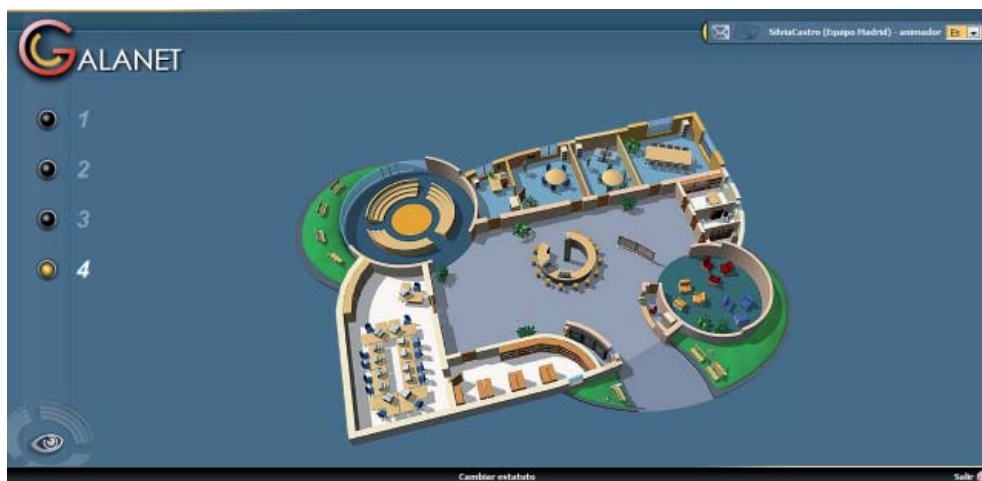 SilviaCastro (Equipo Madrid) - animador Es
GALANET
1
2
3
4
Cambiar estatuto
Salir